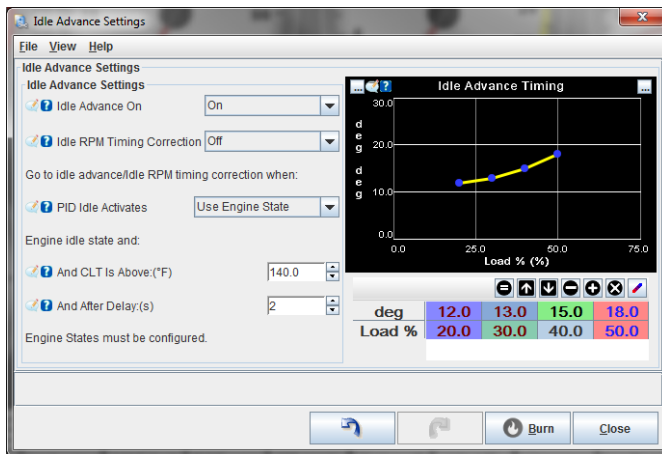 Idle Advance Settings
File View Help
Idle Advance Settings
Idle Advance Settings
Idle Advance On On
Idle RPM Timing Correction Off
Go to idle advance/Idle RPM timing correction when:
PID Idle Activates Use Engine State
Engine idle state and:
And CLT Is Above:(°F) 140.0
And After Delay:(s) 2
Engine States must be configured.
... Idle Advance Timing ...
30.0
20.0
10.0
0.0
deg deg
0.0 25.0 50.0 75.0
Load % (%)
deg 12.0 13.0 15.0 18.0
Load % 20.0 30.0 40.0 50.0
Burn Close